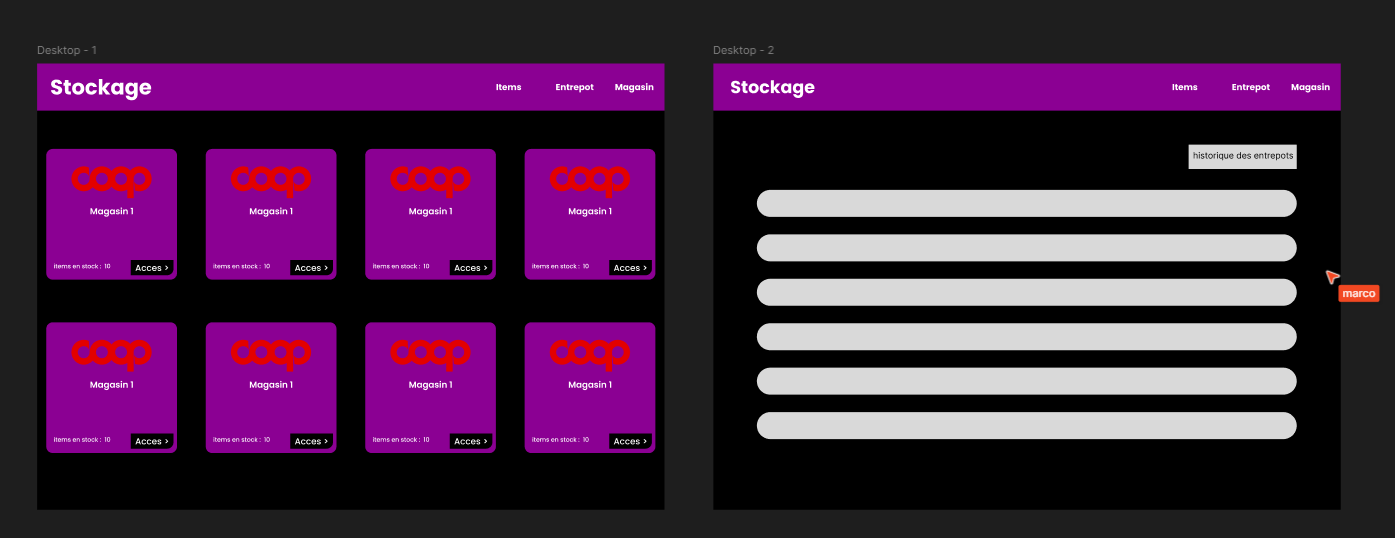 Desktop - 1
Stockage
Items
Entrepot
Magasin
coop
coop
coop
coop
Magasin 1
Magasin 1
Magasin 1
Magasin 1
items en stock : 10
Acces >
items en stock : 10
Acces >
items en stock : 10
Acces >
items en stock : 10
Acces >
coop
coop
coop
coop
Magasin 1
Magasin 1
Magasin 1
Magasin 1
items en stock : 10
Acces >
items en stock : 10
Acces >
items en stock : 10
Acces >
items en stock : 10
Acces >
Desktop - 2
Stockage
Items
Entrepot
Magasin
historique des entrepots
marco